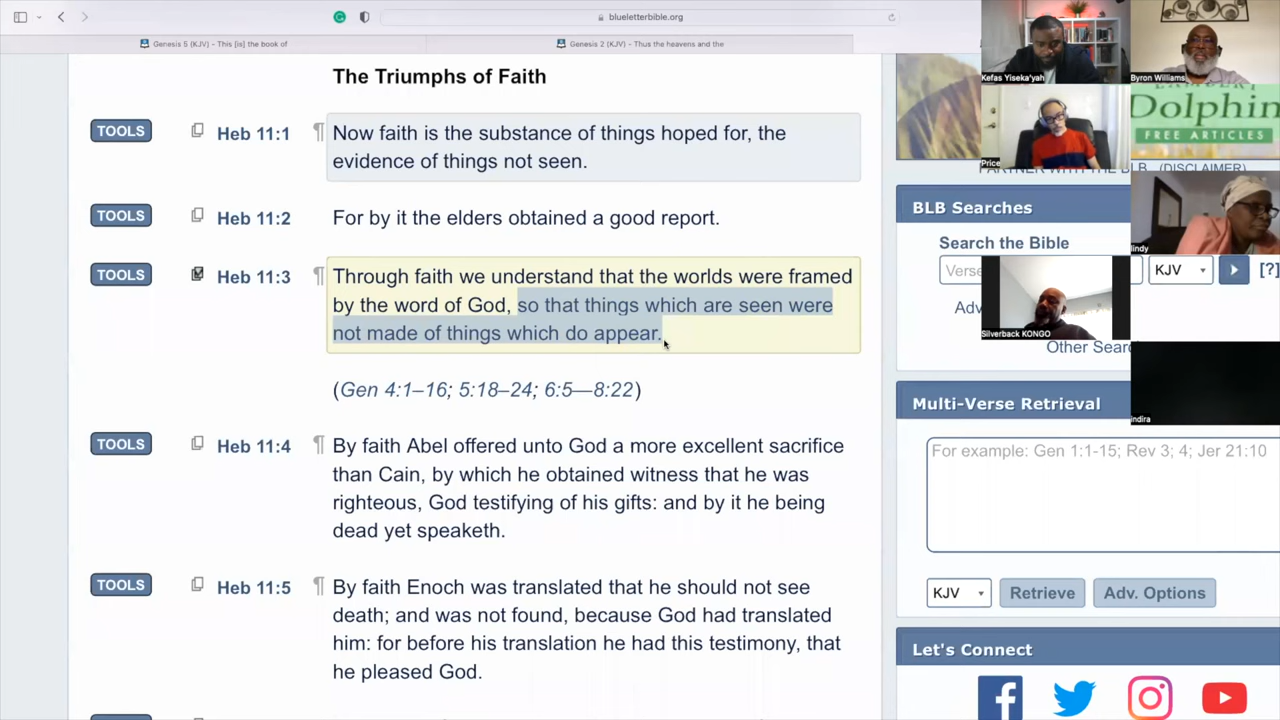 blueletterbible.org
Genesis 5 (KJV) - This [is] the book of
Genesis 2 (KJV) - Thus the heavens and the
The Triumphs of Faith
TOOLS Heb 11:1 ¶ Now faith is the substance of things hoped for, the
evidence of things not seen.
TOOLS Heb 11:2 For by it the elders obtained a good report.
TOOLS Heb 11:3 ¶ Through faith we understand that the worlds were framed
by the word of God, so that things which are seen were
not made of things which do appear.
(Gen 4:1–16; 5:18–24; 6:5—8:22)
TOOLS Heb 11:4 ¶ By faith Abel offered unto God a more excellent sacrifice
than Cain, by which he obtained witness that he was
righteous, God testifying of his gifts: and by it he being
dead yet speaketh.
TOOLS Heb 11:5 ¶ By faith Enoch was translated that he should not see
death; and was not found, because God had translated
him: for before his translation he had this testimony, that
he pleased God.
Kefas Yiseka'yah
Byron Williams
Price
Dolphin
FREE ARTICLES
PARTNER WITH THE BLB (DISCLAIMER)
BLB Searches
Search the Bible
Verse
KJV
[?]
Adv
Other Sear
lindy
Silverback KONGO
indira
Multi-Verse Retrieval
For example: Gen 1:1-15; Rev 3; 4; Jer 21:10
KJV
Retrieve
Adv. Options
Let's Connect